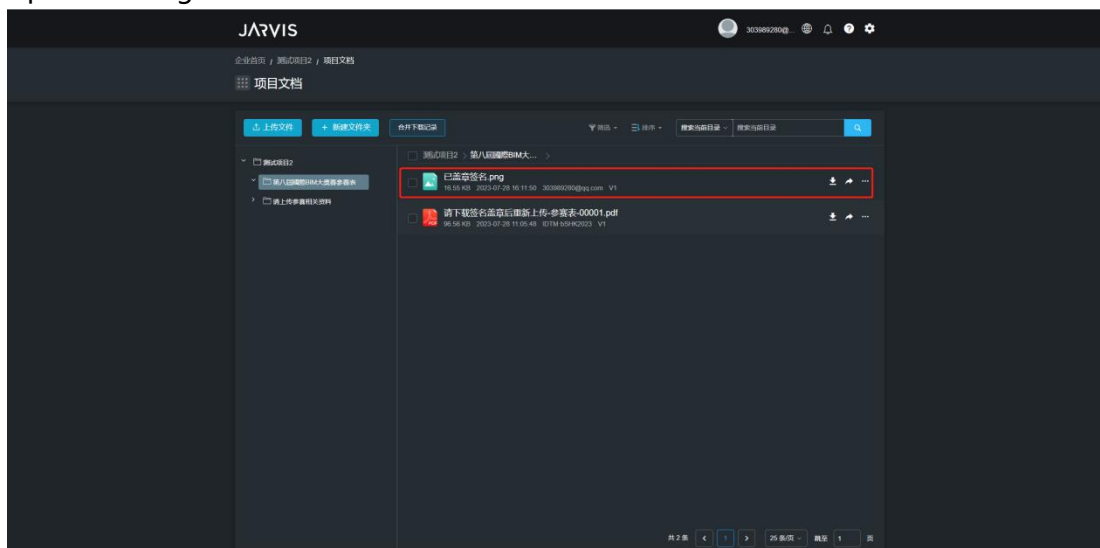 JARVIS
303989280@...
企业首页 / 测试项目2 / 项目文档
项目文档
上传文件
+ 新建文件夹
合并下载记录
筛选
排序
搜索当前目录
搜索当前目录
测试项目2
第八届國際BIM大奖赛参赛表
请上传参赛相关资料
测试项目2 > 第八届國際BIM大... >
已盖章签名.png
16.55 KB 2023-07-28 16:11:50 303989280@qq.com V1
请下载签名盖章后重新上传-参赛表-00001.pdf
96.56 KB 2023-07-28 11:05:48 IDTM-bSHK2023 V1
共 2 条 < 1 > 25 条/页 跳至 1 页